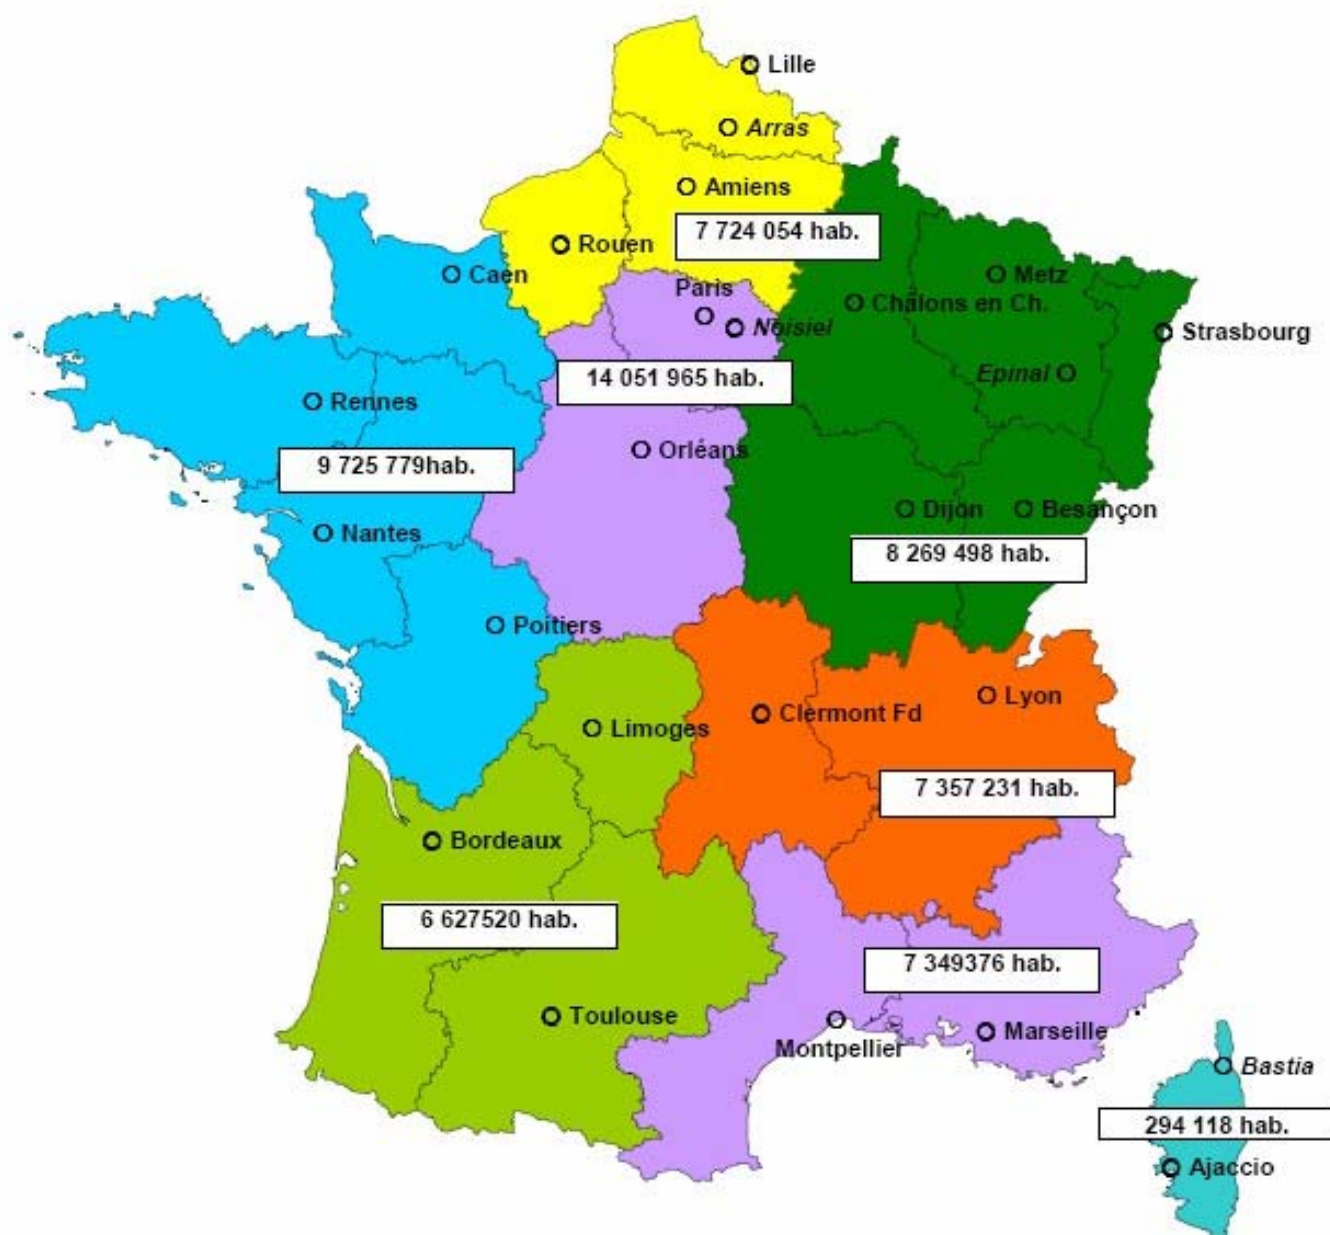 Lille
Arras
Amiens
7 724 054 hab.
Rouen
Caen
Paris
Noisiel
Metz
Châlons en Ch.
Strasbourg
Epinal
14 051 965 hab.
Rennes
Orléans
9 725 779hab.
Nantes
Dijon
Besançon
8 269 498 hab.
Poitiers
Lyon
Clermont Fd
Limoges
7 357 231 hab.
Bordeaux
6 627520 hab.
7 349376 hab.
Toulouse
Marseille
Montpellier
Bastia
294 118 hab.
Ajaccio